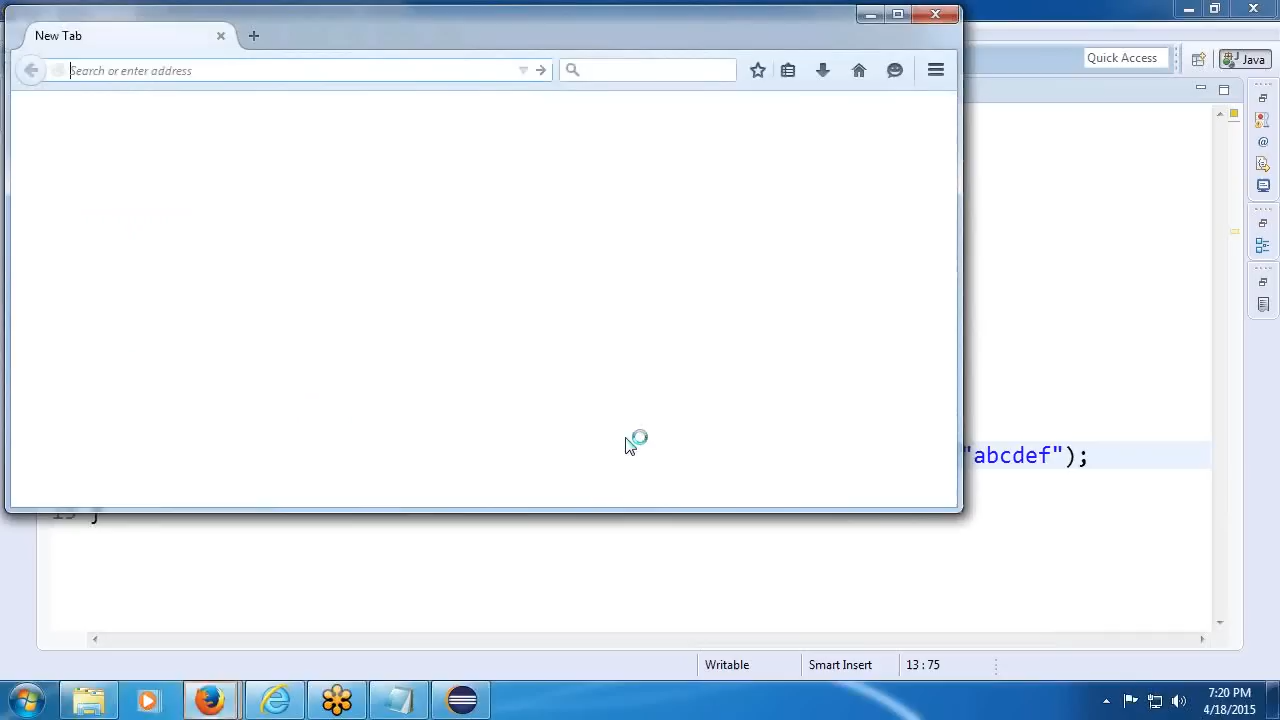 New Tab
Search or enter address
Quick Access
Java
"abcdef");
}
Writable
Smart Insert
13 : 75
7:20 PM
4/18/2015